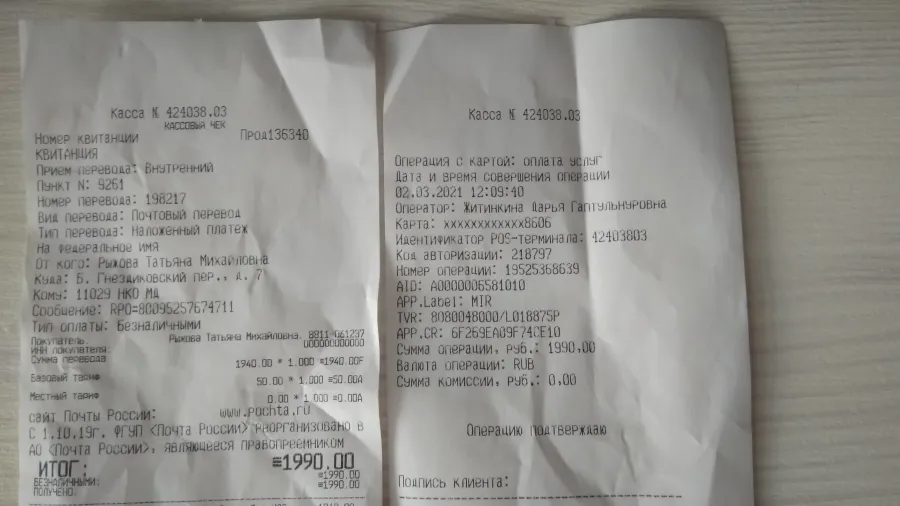 Касса № 424038.03
КАССОВЫЙ ЧЕК
Номер квитанции Прод136340
КВИТАНЦИЯ
Прием перевода: Внутренний
Пункт N: 9261
Номер перевода: 198217
Вид перевода: Почтовый перевод
Тип перевода: Наложенный платеж
На федеральное имя
От кого: Рыжова Татьяна Михайловна
Куда: Б. Гнездиковский пер., д. 7
Кому: 11029 НКО МД
Сообщение: RPO=80095257674711
Тип оплаты: Безналичными
Покупатель: Рыжова Татьяна Михайловна, 8811-061237
ИНН покупателя: 000000000000
Сумма перевода
1940.00 * 1.000 =1940.00F
Базовый тариф
50.00 * 1.000 =50.00A
Местный тариф
0.00 * 1.000 =0.00A
сайт Почты России: www.pochta.ru
С 1.10.19г. ФГУП <Почта России> реорганизовано в
АО <Почта России>, являющееся правопреемником
ИТОГ: =1990.00
БЕЗНАЛИЧНЫМИ: =1990.00
ПОЛУЧЕНО: =1990.00
Касса № 424038.03
Операция с картой: оплата услуг
Дата и время совершения операции
02.03.2021 12:09:40
Оператор: Житинкина Дарья Гаптульнуровна
Карта: xxxxxxxxxxxx8606
Идентификатор POS-терминала: 42403803
Код авторизации: 218797
Номер операции: 19525368639
AID: A0000006581010
APP.Label: MIR
TVR: 8080048000/L018875P
APP.CR: 6F269EA09F74CE10
Сумма операции, руб.: 1990,00
Валюта операции: RUB
Сумма комиссии, руб.: 0,00
Операцию подтверждаю
Подпись клиента: